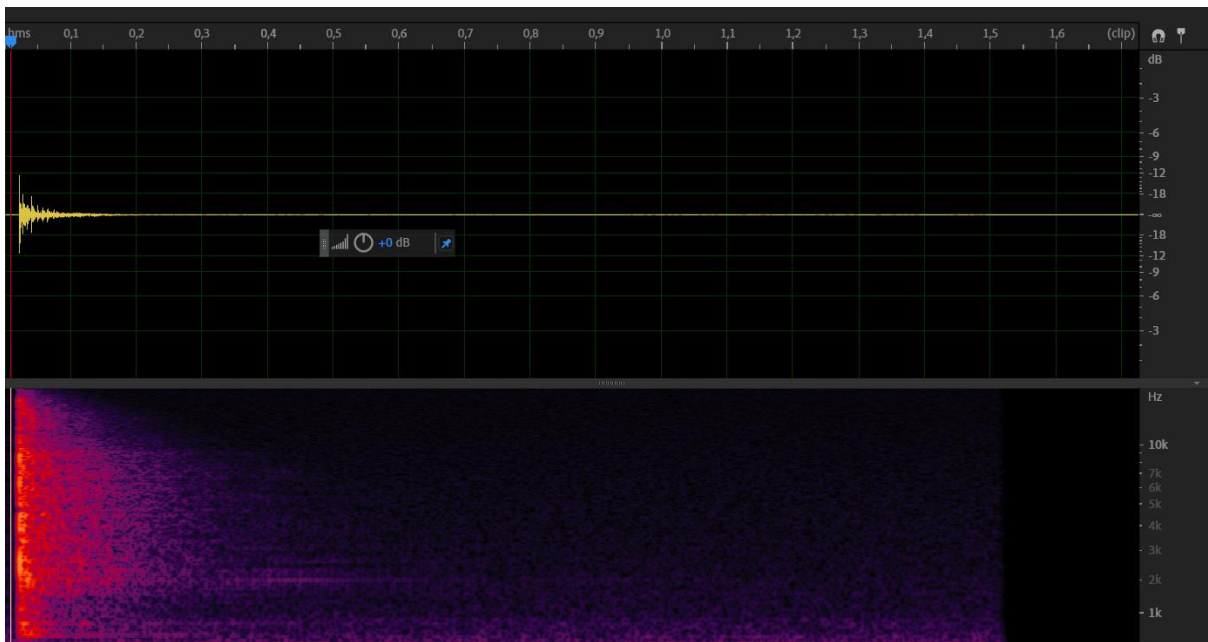 hms 0,1 0,2 0,3 0,4 0,5 0,6 0,7 0,8 0,9 1,0 1,1 1,2 1,3 1,4 1,5 1,6 (clip)
dB
-3
-6
-9
-12
-18
-∞
-18
-12
-9
-6
-3
+0 dB
Hz
10k
7k
6k
5k
4k
3k
2k
1k